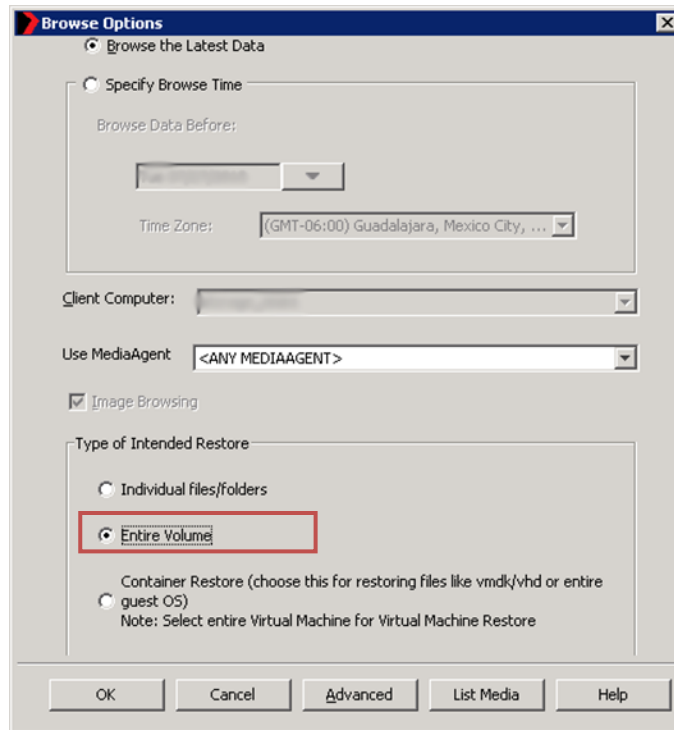 Browse Options
Browse the Latest Data
Specify Browse Time
Browse Data Before:
Time Zone:
(GMT-06:00) Guadalajara, Mexico City, ...
Client Computer:
Use MediaAgent
<ANY MEDIAAGENT>
Image Browsing
Type of Intended Restore
Individual files/folders
Entire Volume
Container Restore (choose this for restoring files like vmdk/vhd or entire
guest OS)
Note: Select entire Virtual Machine for Virtual Machine Restore
OK
Cancel
Advanced
List Media
Help